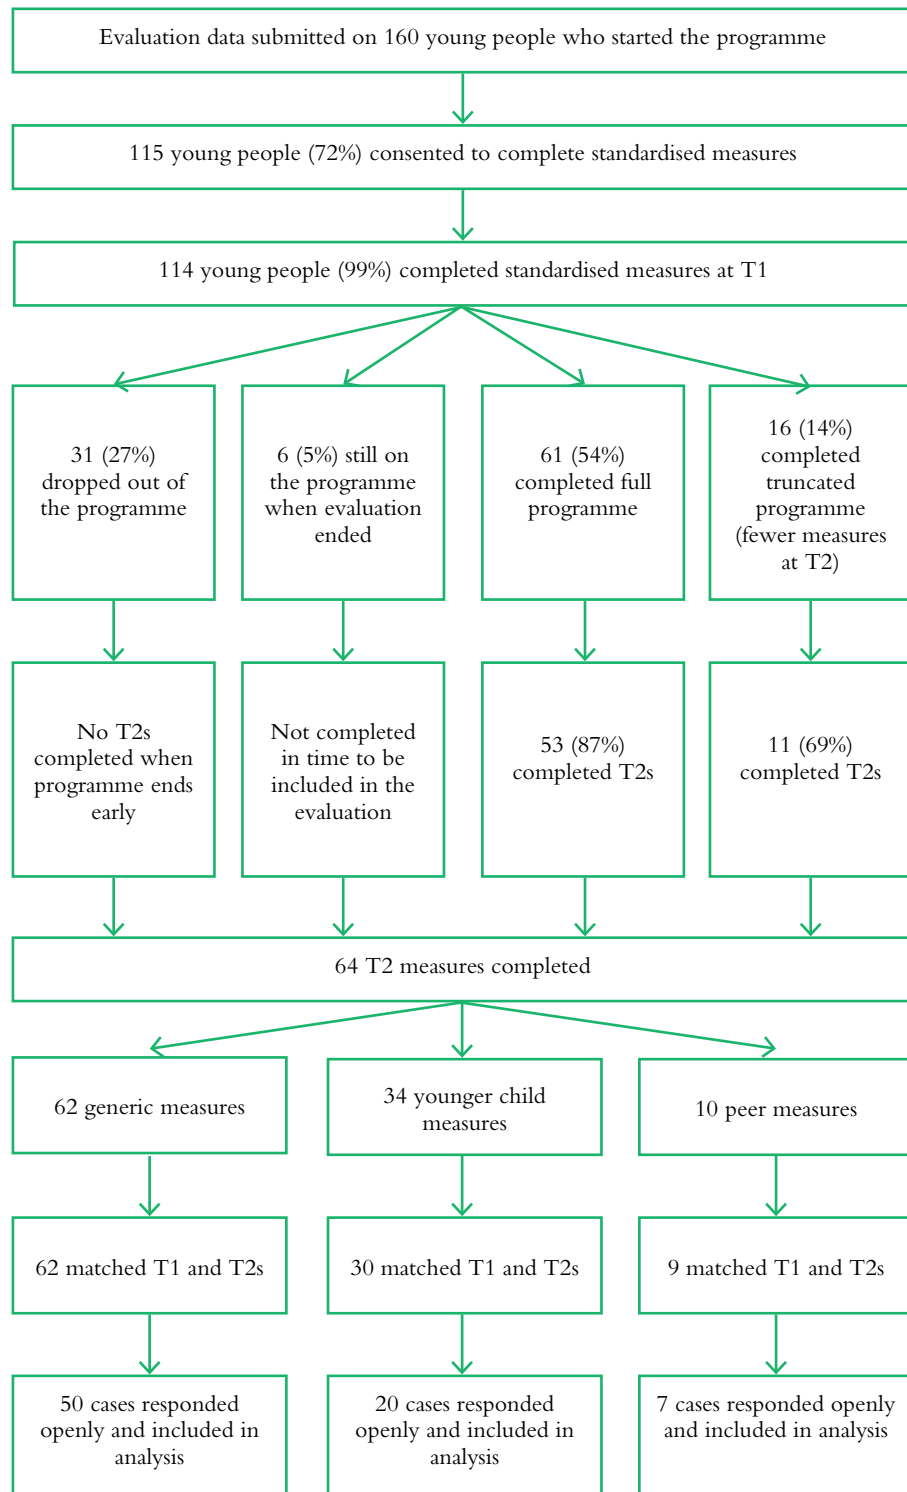 Evaluation data submitted on 160 young people who started the programme
115 young people (72%) consented to complete standardised measures
114 young people (99%) completed standardised measures at T1
31 (27%)
dropped out of
the programme
6 (5%) still on
the programme
when evaluation
ended
61 (54%)
completed full
programme
16 (14%)
completed
truncated
programme
(fewer measures
at T2)
No T2s
completed when
programme ends
early
Not completed
in time to be
included in the
evaluation
53 (87%)
completed T2s
11 (69%)
completed T2s
64 T2 measures completed
62 generic measures
34 younger child
measures
10 peer measures
62 matched T1 and T2s
30 matched T1 and T2s
9 matched T1 and T2s
50 cases responded
openly and included in
analysis
20 cases responded
openly and included in
analysis
7 cases responded openly
and included in analysis